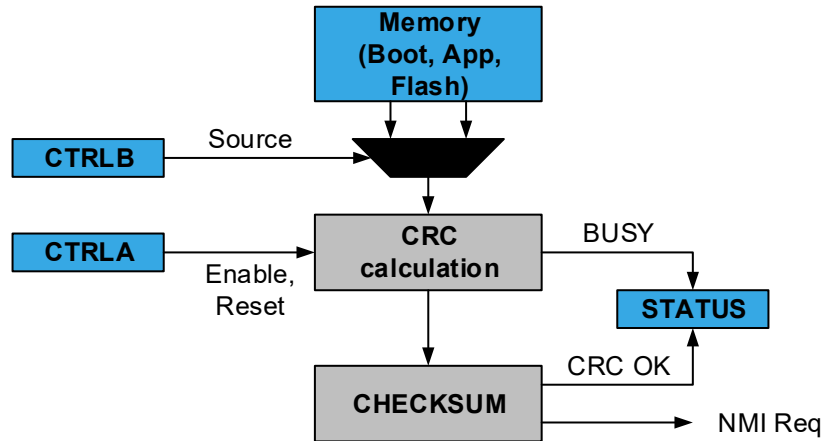 Memory
(Boot, App,
Flash)
Source
CTRLB
CTRLA
Enable,
Reset
CRC
calculation
BUSY
STATUS
CRC OK
CHECKSUM
NMI Req